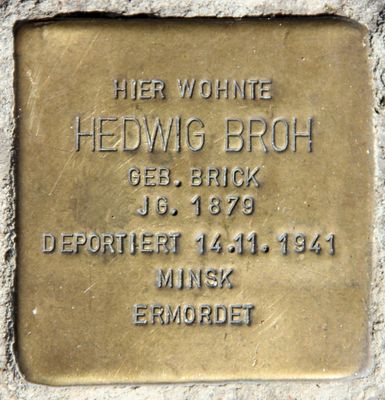 HIER WOHNTE
HEDWIG BROH
GEB. BRICK
JG. 1879
DEPORTIERT 14.11.1941
MINSK
ERMORDET